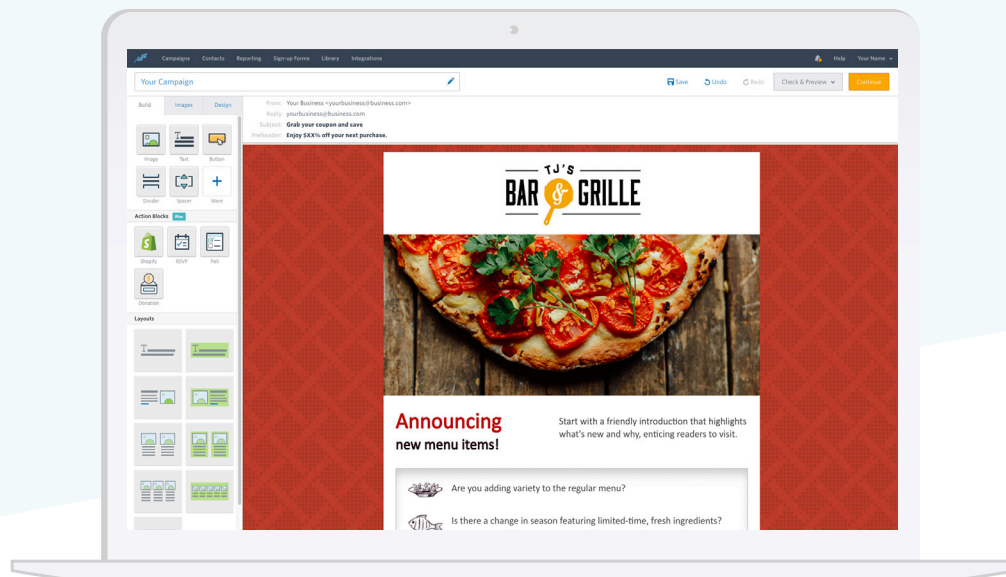 Campaigns Contacts Reporting Sign-up Forms Library Integrations Help Your Name
Your Campaign Save Undo Redo Check & Preview Continue
Build Images Design
From: Your Business <yourbusiness@business.com>
Reply yourbusiness@business.com
Subject: Grab your coupon and save
Preheader: Enjoy $XX% off your next purchase.
Image Text Button
Divider Spacer More
Action Blocks New
Shopify RSVP Poll
Donation
Layouts
TJ'S
BAR & GRILLE
Announcing
new menu items!
Start with a friendly introduction that highlights
what's new and why, enticing readers to visit.
Are you adding variety to the regular menu?
Is there a change in season featuring limited-time, fresh ingredients?